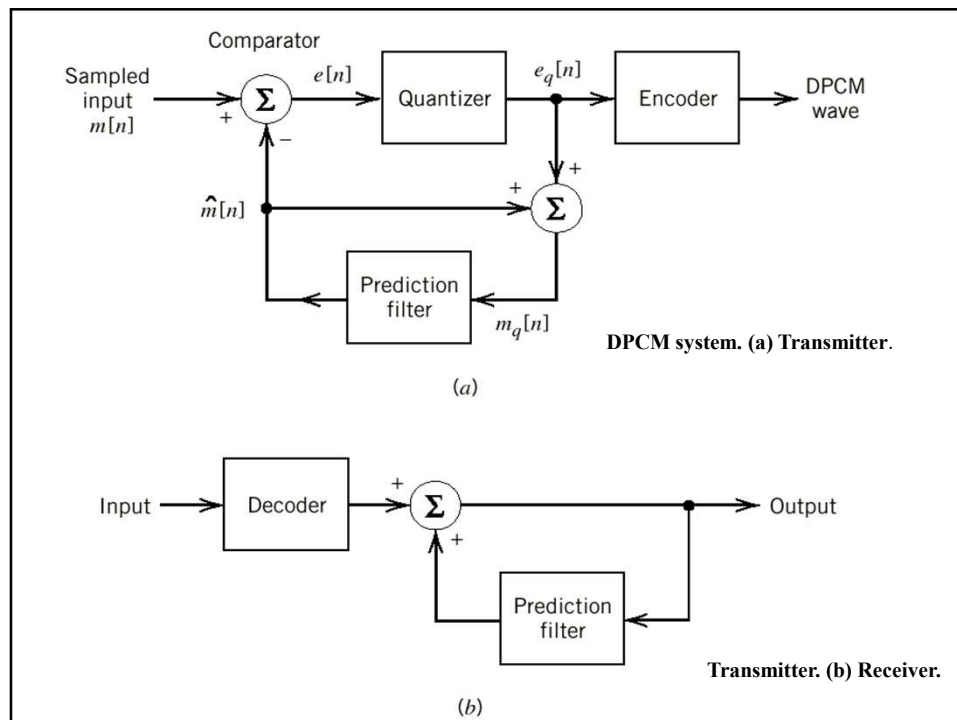 Comparator
Sampled
input
m[n]
+
Σ
−
e[n]
Quantizer
e_q[n]
Encoder
DPCM
wave
+
+
Σ
m̂[n]
Prediction
filter
m_q[n]
DPCM system. (a) Transmitter.
(a)
Input
Decoder
+
Σ
+
Output
Prediction
filter
Transmitter. (b) Receiver.
(b)